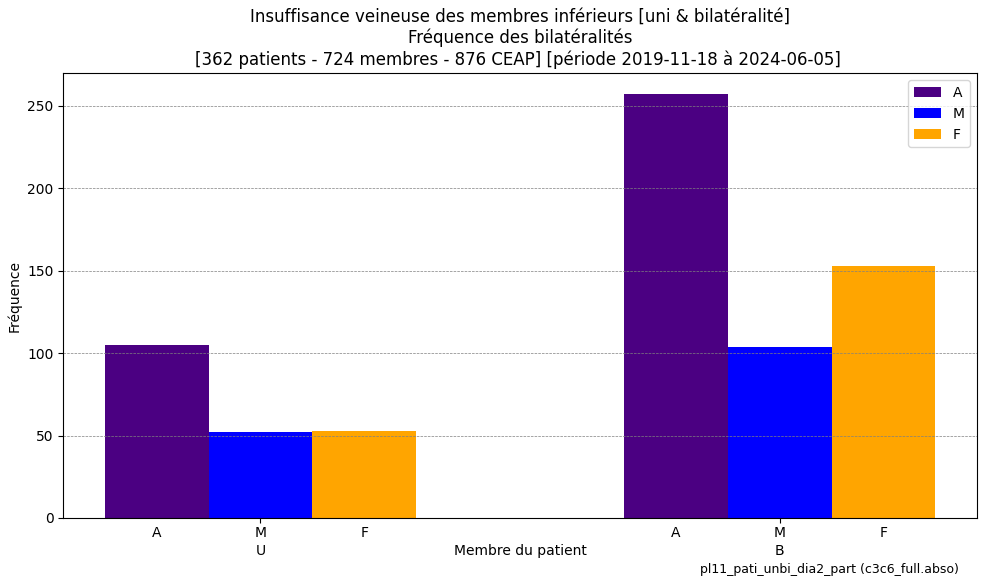 Insuffisance veineuse des membres inférieurs [uni & bilatéralité]
Fréquence des bilatéralités
[362 patients - 724 membres - 876 CEAP] [période 2019-11-18 à 2024-06-05]
Fréquence
250
200
150
100
50
0
A
M
F
A M F A M F
U Membre du patient B
pl11_pati_unbi_dia2_part (c3c6_full.abso)